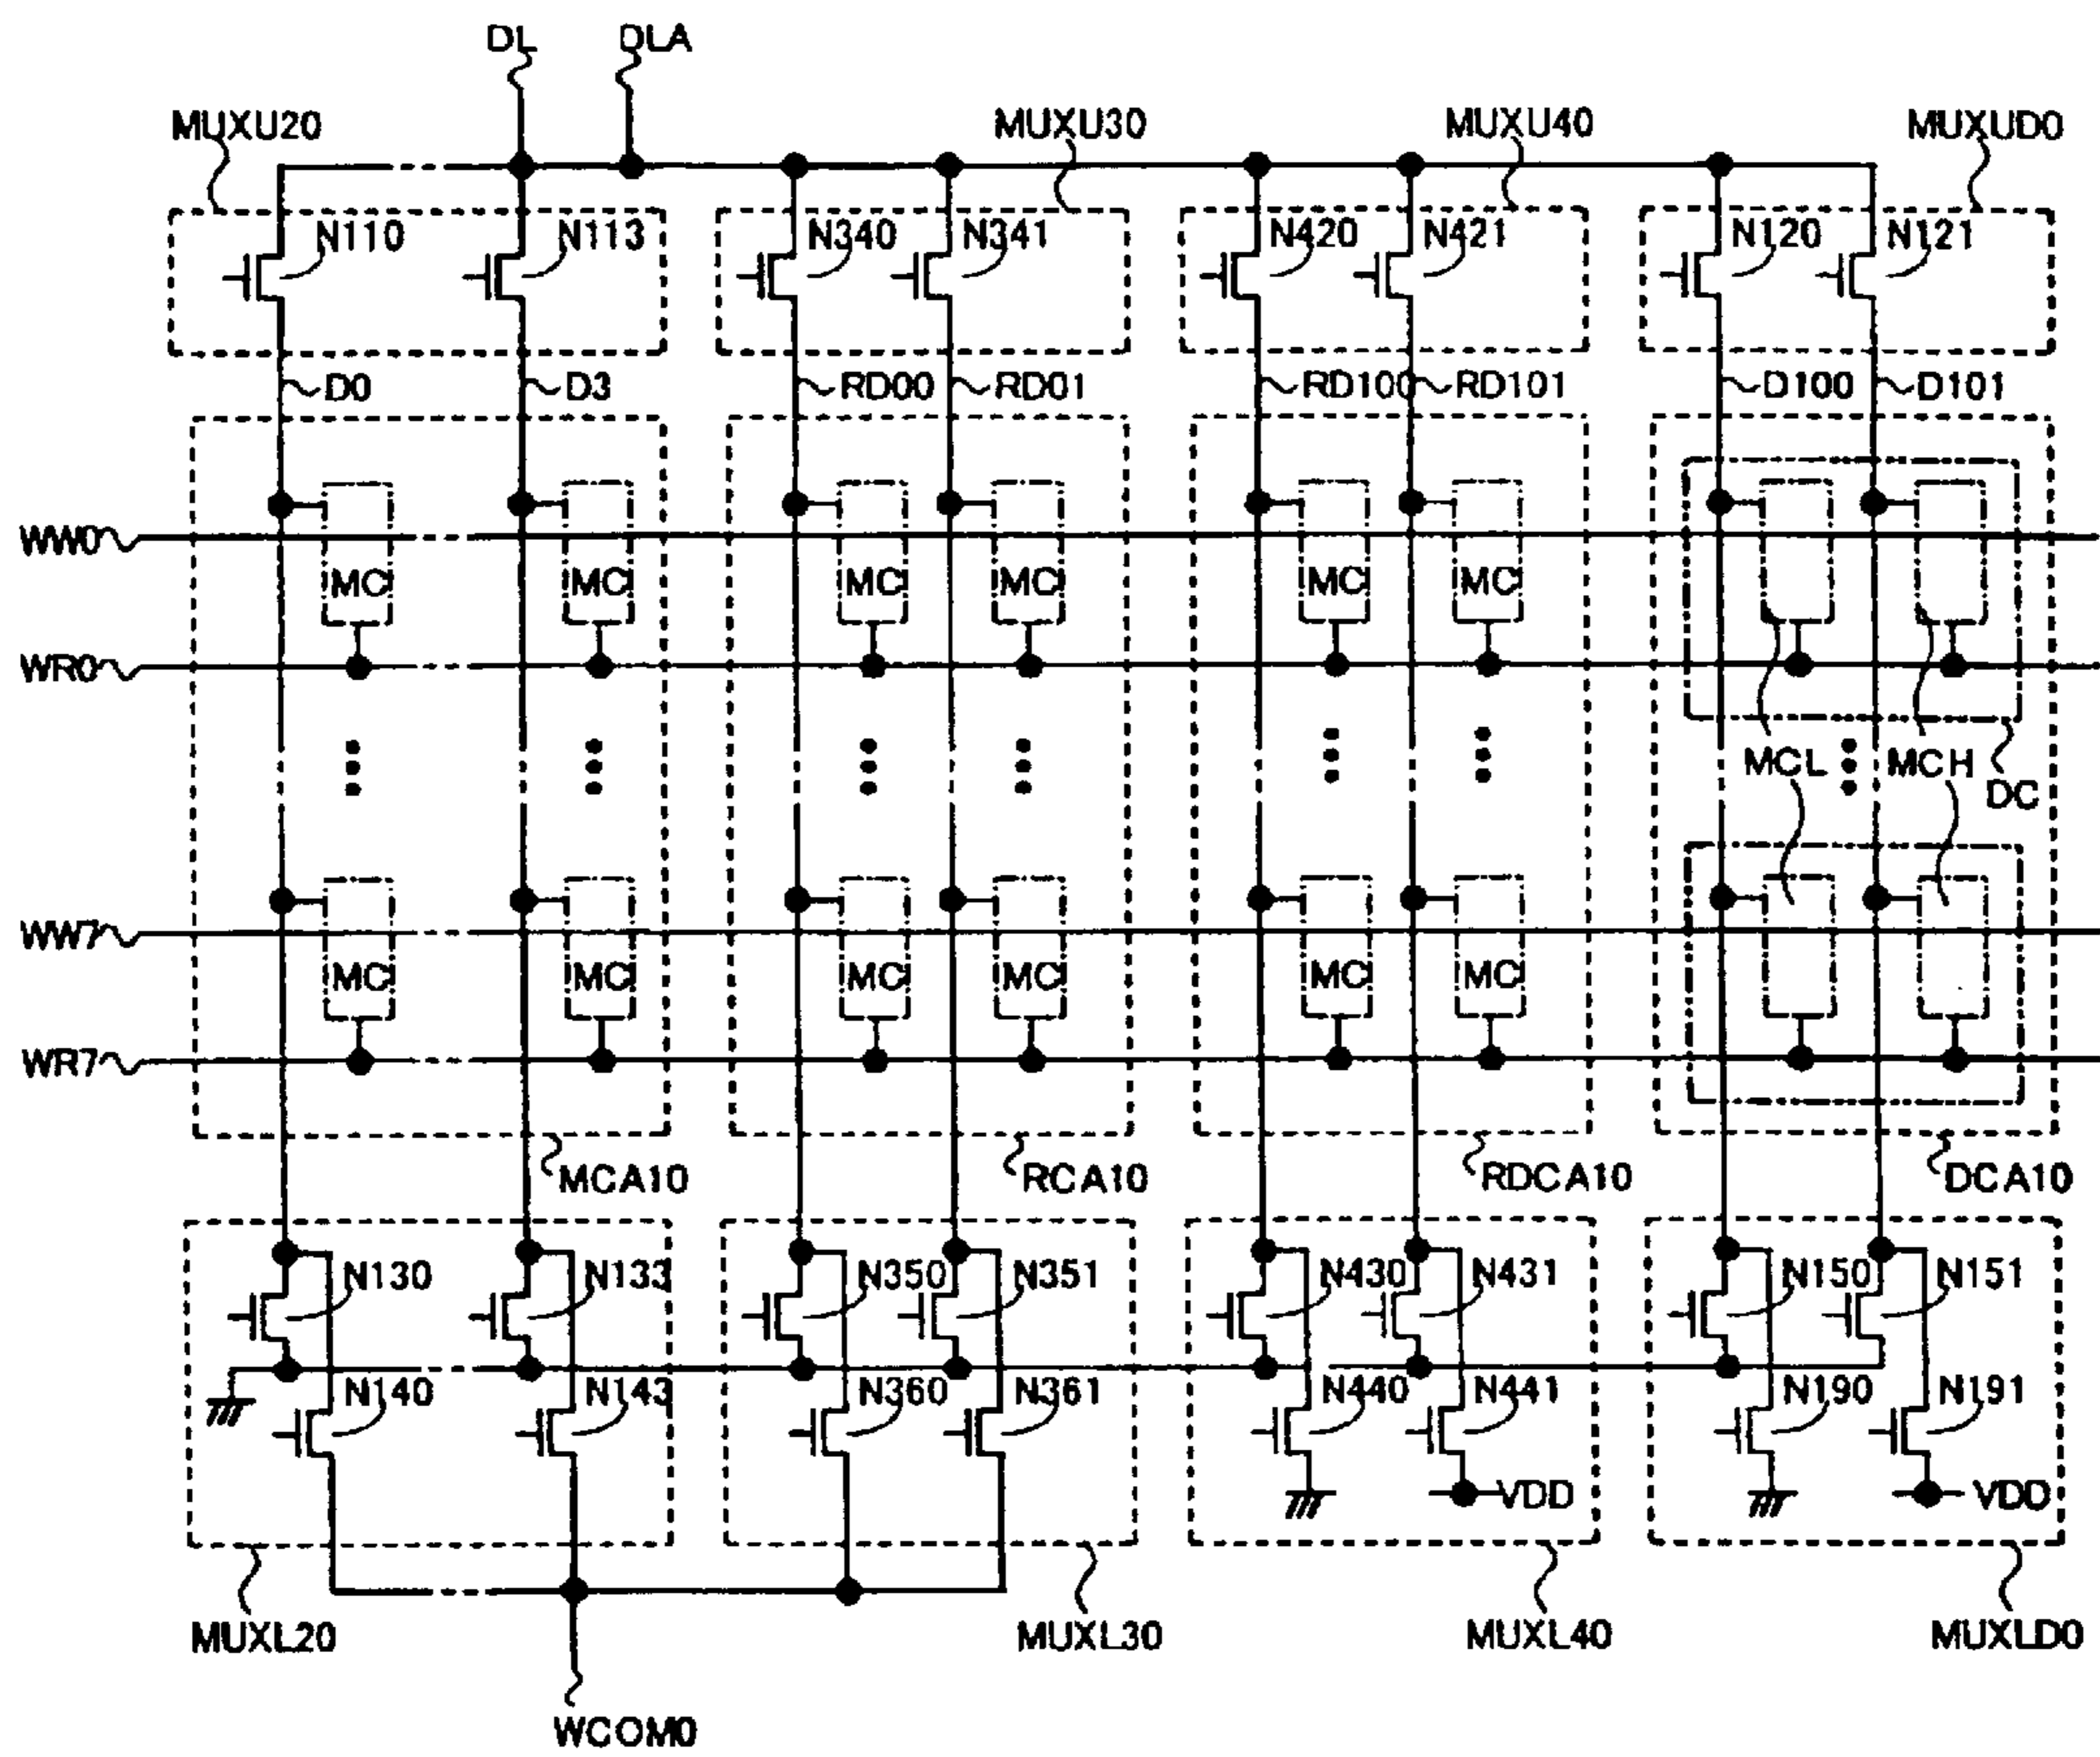 DL DLA
MUXU20 MUXU30 MUXU40 MUXUD0
N110 N113 N340 N341 N420 N421 N120 N121
D0 D3 RD00 RD01 RD100 RD101 D100 D101
WW0
MC MC MC MC MC MC
WR0
MCL MCH
DC
WW7
MC MC MC MC MC MC
WR7
MCA10 RCA10 RDCA10 DCA10
N130 N133 N350 N351 N430 N431 N150 N151
N140 N143 N360 N361 N440 N441 N190 N191
VDD VDD
MUXL20 MUXL30 MUXL40 MUXLD0
WCOM0